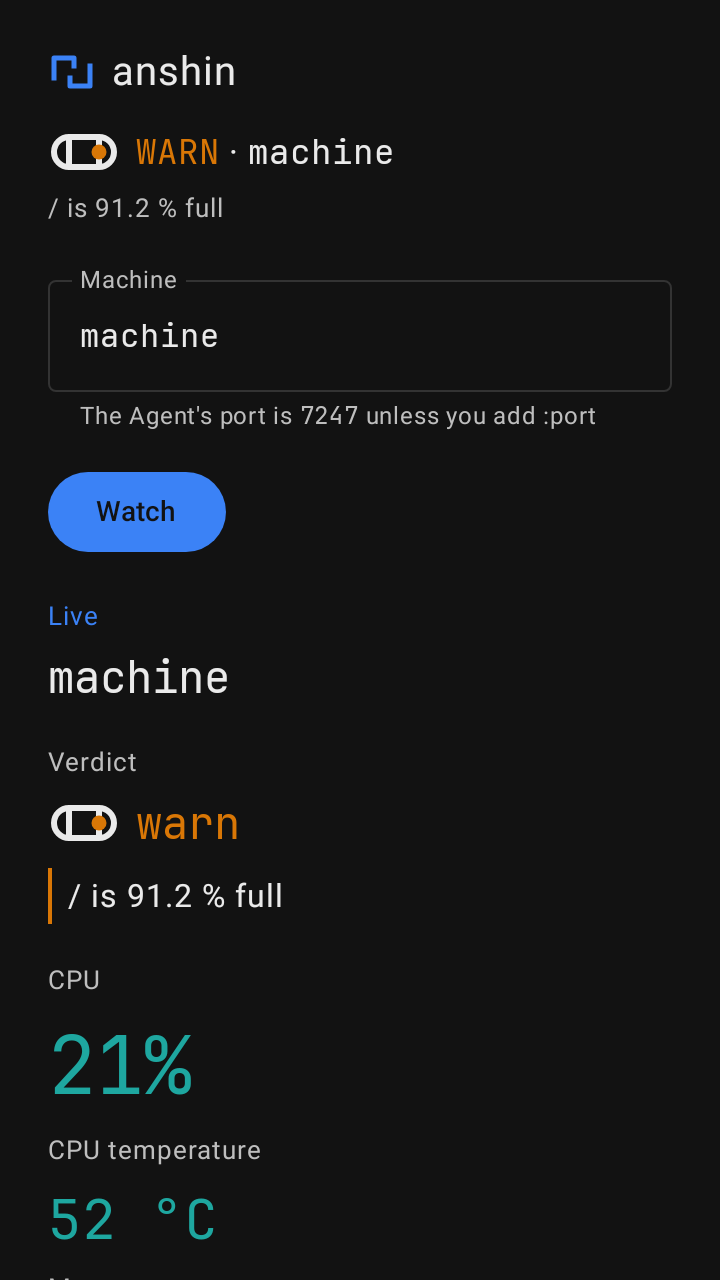 anshin
WARN · machine
/ is 91.2 % full
Machine
machine
The Agent's port is 7247 unless you add :port
Watch
Live
machine
Verdict
warn
/ is 91.2 % full
CPU
21%
CPU temperature
52 °C